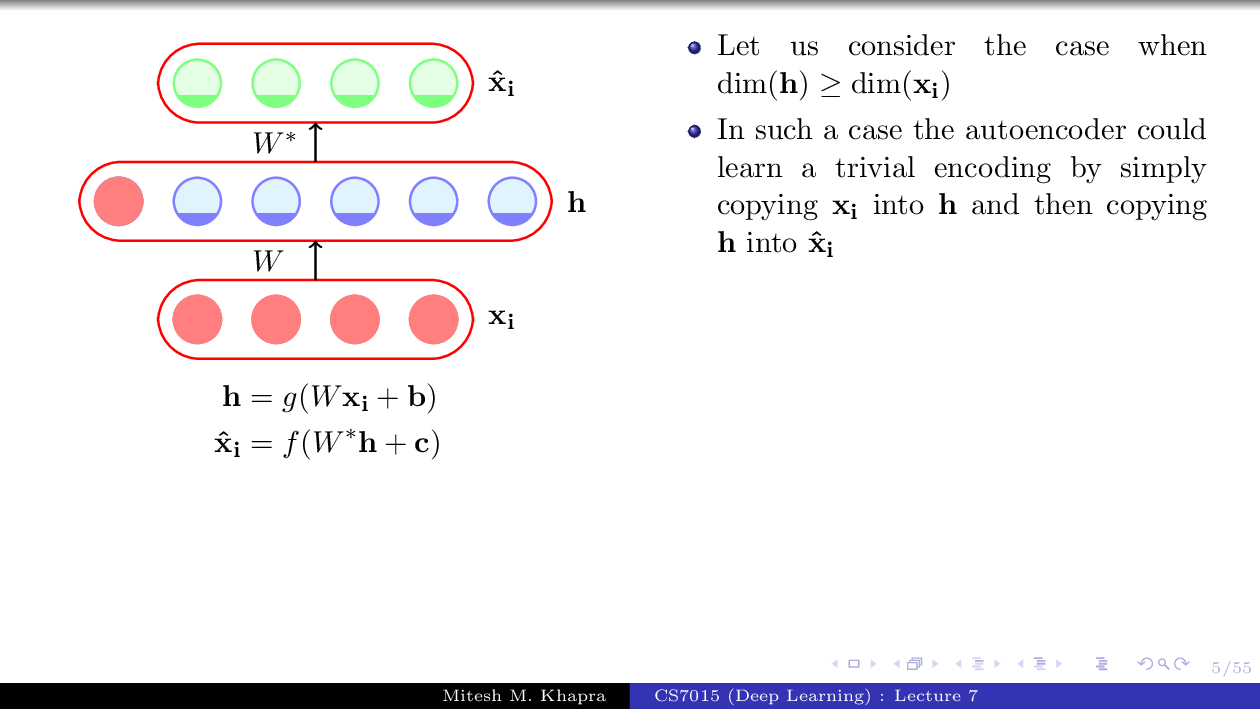 x̂ᵢ
W*
h
W
xᵢ
h = g(Wxᵢ + b)
x̂ᵢ = f(W*h + c)
Let us consider the case when
dim(h) ≥ dim(xᵢ)
In such a case the autoencoder could
learn a trivial encoding by simply
copying xᵢ into h and then copying
h into x̂ᵢ
5/55
Mitesh M. Khapra
CS7015 (Deep Learning) : Lecture 7